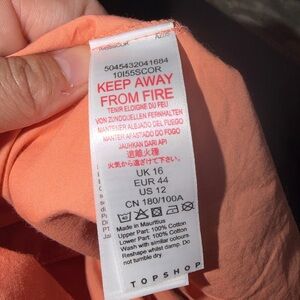 5045432041684
10I55SCOR
KEEP AWAY
FROM FIRE
TENIR ELOIGNE DU FEU
VON ZUNDQUELLEN FERNHALTEN
MANTENER ALEJADO DEL FUEGO
MANTER AFASTADO DO FOGO
JAUHKAN DARI API
遠離火種
火気から遠ざけて下さい。
UK 16
EUR 44
US 12
CN 180/100A
Made in Mauritius
Upper Part: 100% Cotton
Upper Part: 100% Cotton
Wash with similar colours.
Reshape whilst damp. Do
not tumble dry.
TOPSHOP